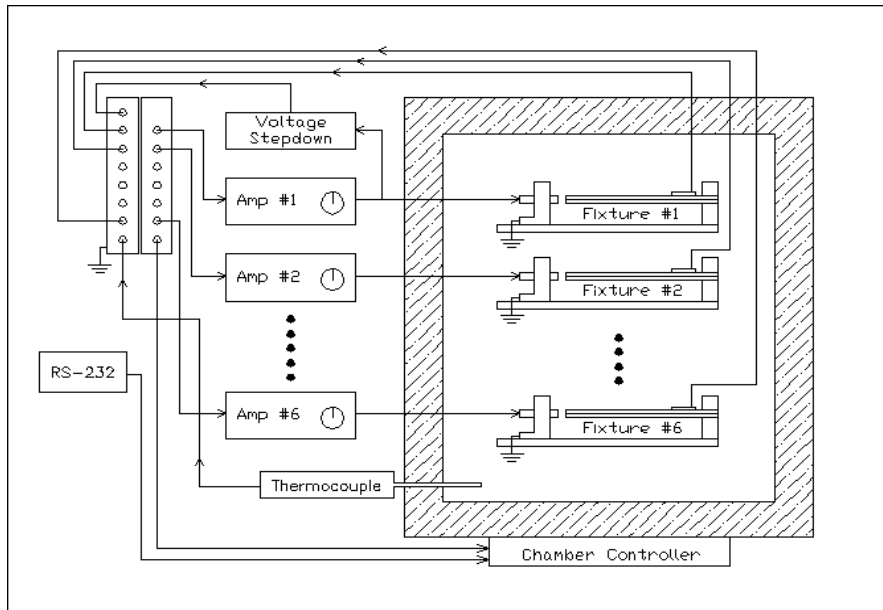 Voltage
Stepdown
Amp #1
Fixture #1
Amp #2
Fixture #2
RS-232
Amp #6
Fixture #6
Thermocouple
Chamber Controller